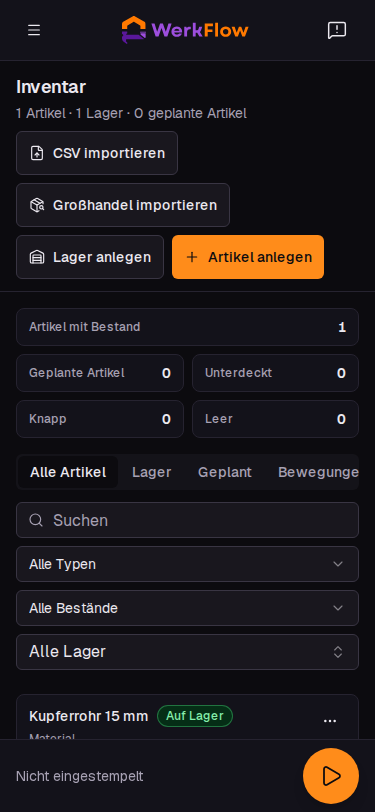 WerkFlow
Inventar
1 Artikel · 1 Lager · 0 geplante Artikel
CSV importieren
Großhandel importieren
Lager anlegen
Artikel anlegen
Artikel mit Bestand 1
Geplante Artikel 0
Unterdeckt 0
Knapp 0
Leer 0
Alle Artikel Lager Geplant Bewegunge
Suchen
Alle Typen
Alle Bestände
Alle Lager
Kupferrohr 15 mm Auf Lager
Material
Nicht eingestempelt